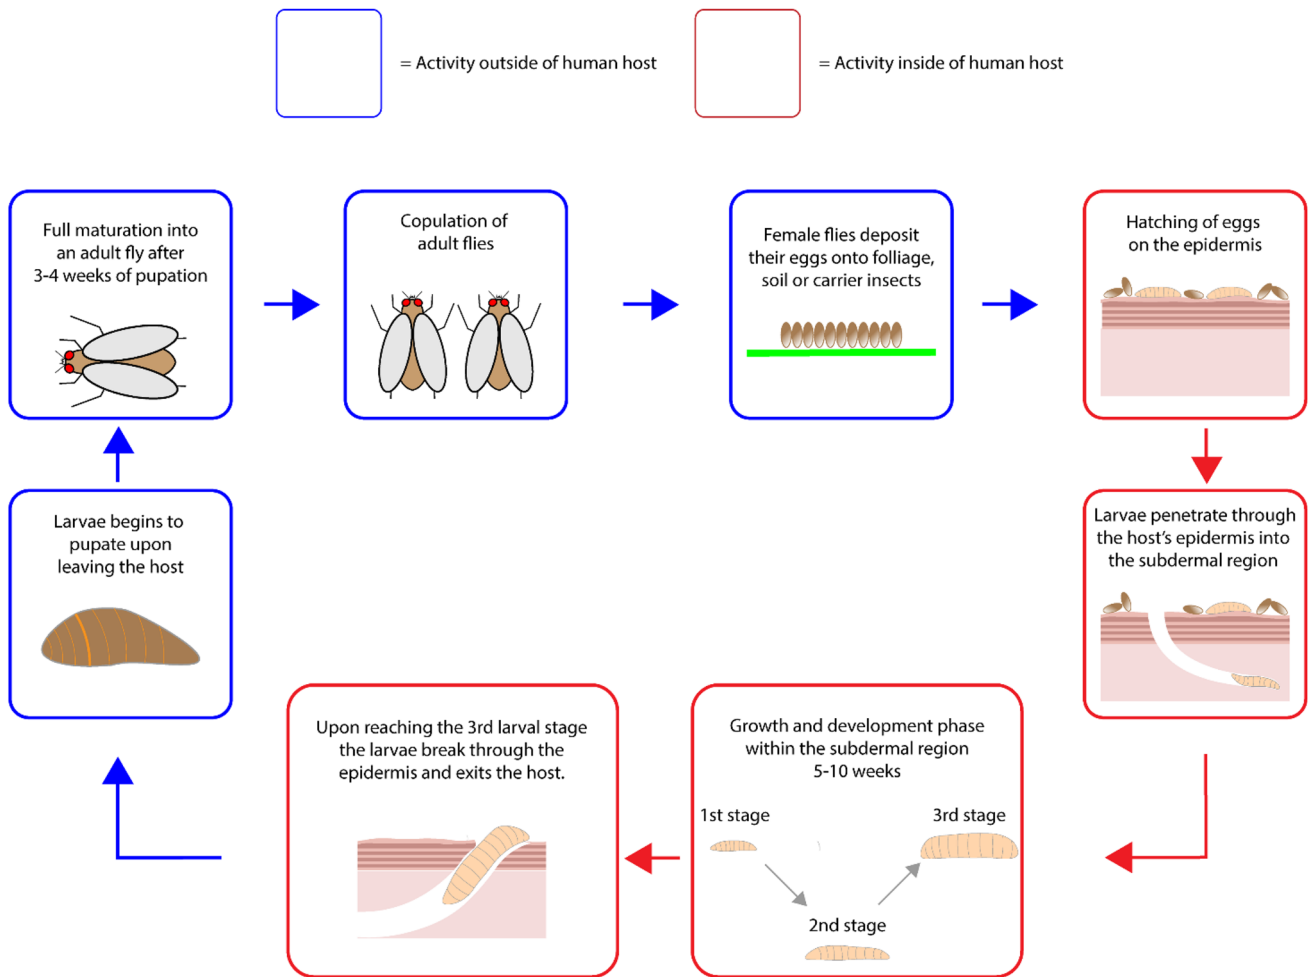 = Activity outside of human host
= Activity inside of human host
Full maturation into
an adult fly after
3-4 weeks of pupation
Copulation of
adult flies
Female flies deposit
their eggs onto folliage,
soil or carrier insects
Hatching of eggs
on the epidermis
Larvae begins to
pupate upon
leaving the host
Larvae penetrate through
the host's epidermis into
the subdermal region
Upon reaching the 3rd larval stage
the larvae break through the
epidermis and exits the host.
Growth and development phase
within the subdermal region
5-10 weeks
1st stage
3rd stage
2nd stage